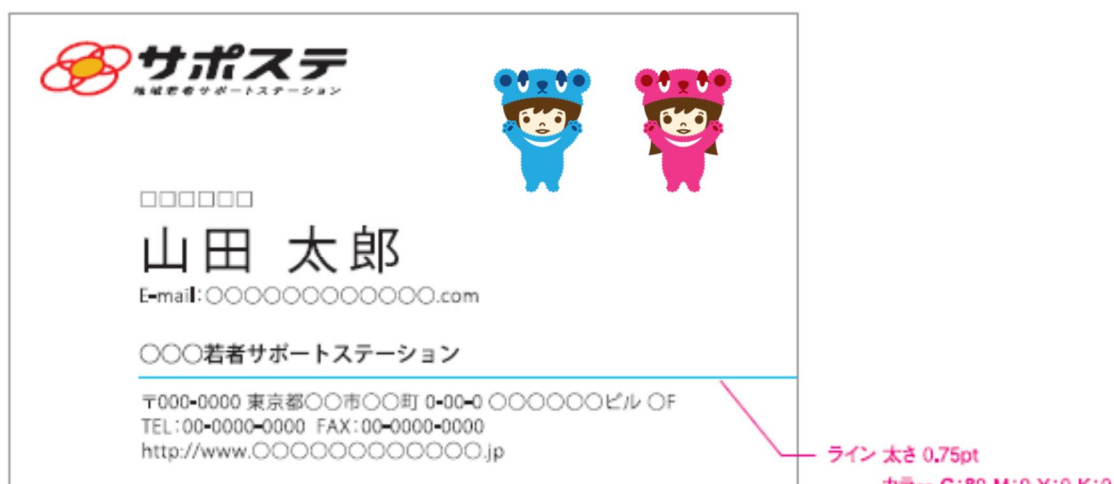 サポステ
地域若者サポートステーション
□□□□□□
山田 太郎
E-mail:○○○○○○○○○○○○.com
○○○若者サポートステーション
〒000-0000 東京都○○市○○町 0-00-0 ○○○○○○ビル ○F
TEL:00-0000-0000 FAX:00-0000-0000
http://www.○○○○○○○○○○○○.jp
ライン 太さ 0.75pt